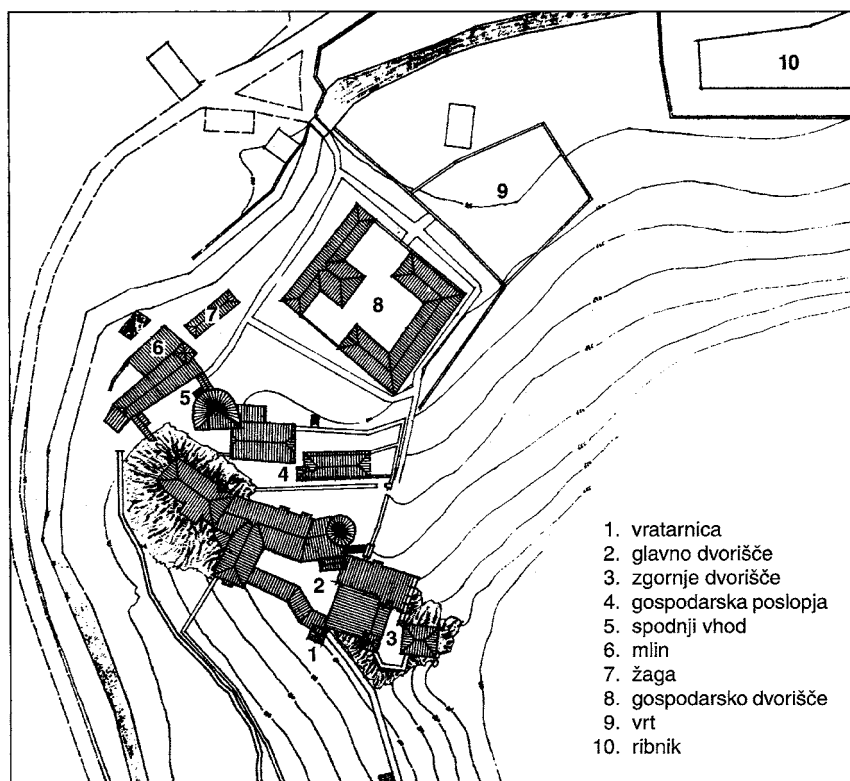 10
9
8
7
6
5
4
2
3
1
1. vratarnica
2. glavno dvorišče
3. zgornje dvorišče
4. gospodarska poslopja
5. spodnji vhod
6. mlin
7. žaga
8. gospodarsko dvorišče
9. vrt
10. ribnik